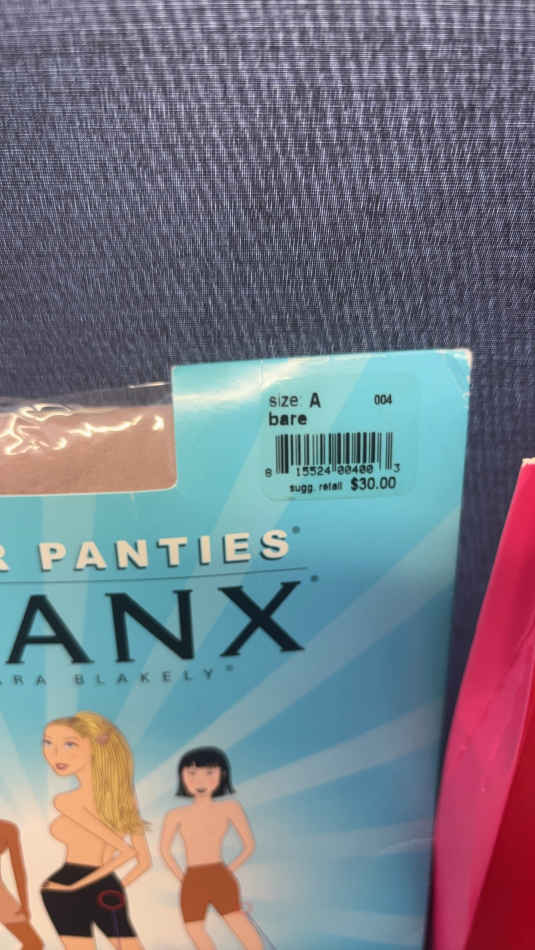 size: A 004
bare
8 15524 00400 3
sugg. retail $30.00
R PANTIES®
ANX®
ARA BLAKELY®